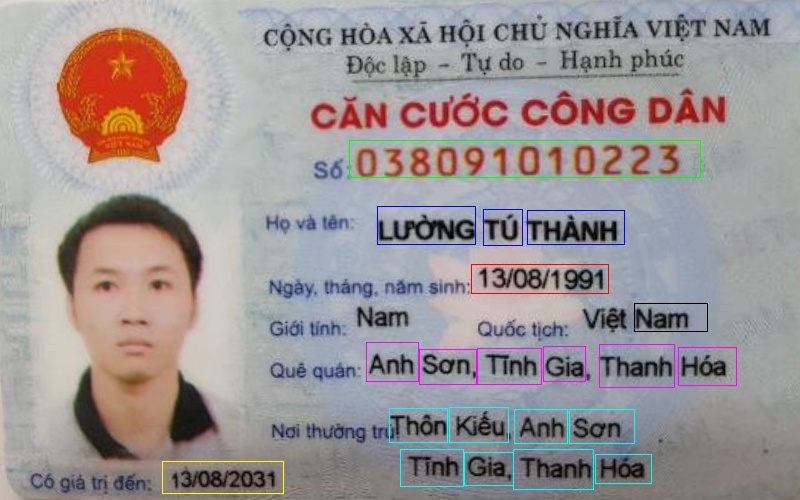 CỘNG HÒA XÃ HỘI CHỦ NGHĨA VIỆT NAM
Độc lập - Tự do - Hạnh phúc
CĂN CƯỚC CÔNG DÂN
Số: 038091010223
Họ và tên: LƯỜNG TÚ THÀNH
Ngày, tháng, năm sinh: 13/08/1991
Giới tính: Nam Quốc tịch: Việt Nam
Quê quán: Anh Sơn, Tĩnh Gia, Thanh Hóa
Nơi thường trú: Thôn Kiếu, Anh Sơn
Tĩnh Gia, Thanh Hóa
Có giá trị đến: 13/08/2031